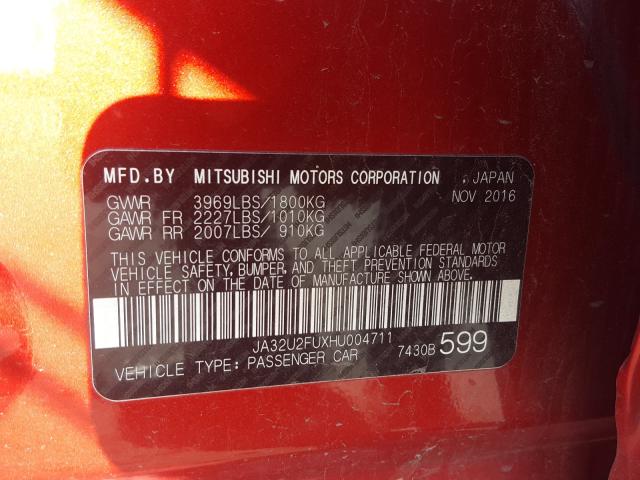 MFD.BY MITSUBISHI MOTORS CORPORATION , JAPAN
GVWR 3969LBS/1800KG NOV 2016
GAWR FR 2227LBS/1010KG
GAWR RR 2007LBS/ 910KG
THIS VEHICLE CONFORMS TO ALL APPLICABLE FEDERAL MOTOR
VEHICLE SAFETY, BUMPER, AND THEFT PREVENTION STANDARDS
IN EFFECT ON THE DATE OF MANUFACTURE SHOWN ABOVE.
JA32U2FUXHU004711
VEHICLE TYPE: PASSENGER CAR 7430B 599